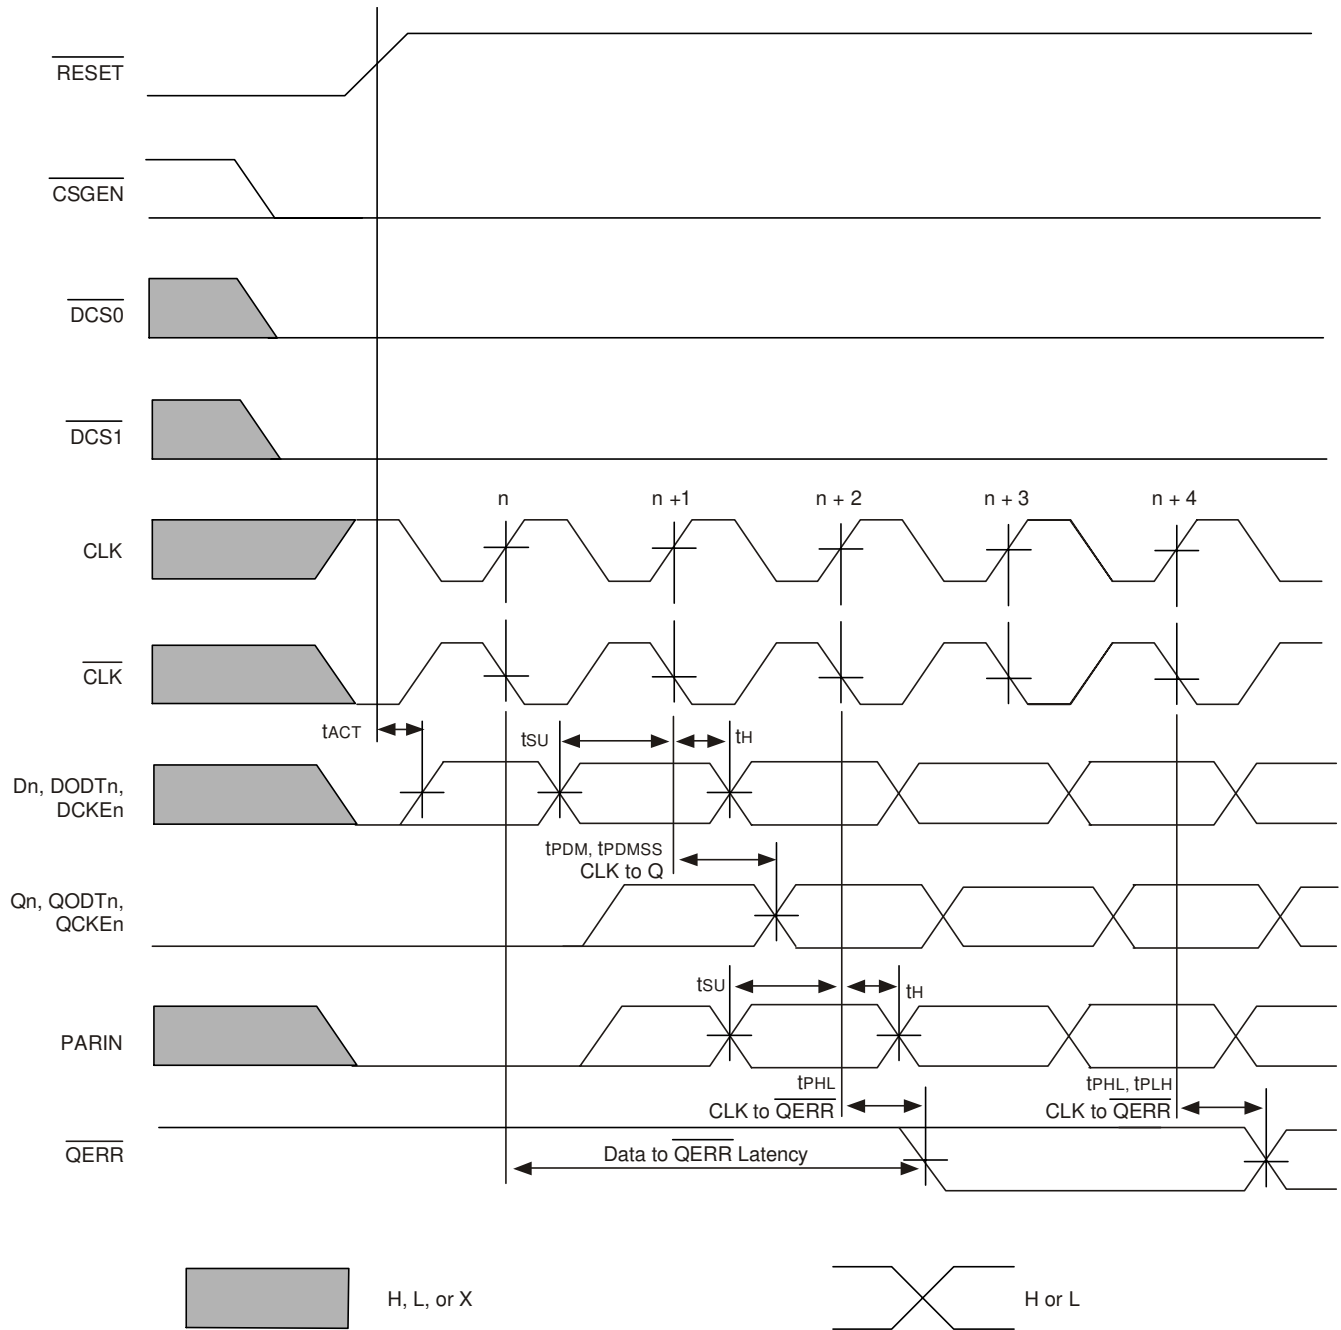 RESET
CSGEN
DCS0
DCS1
n
n +1
n + 2
n + 3
n + 4
CLK
CLK
tACT
tSU
tH
Dn, DODTn,
DCKEn
tPDM, tPDMSS
CLK to Q
Qn, QODTn,
QCKEn
tSU
tH
PARIN
tPHL
CLK to QERR
tPHL, tPLH
CLK to QERR
QERR
Data to QERR Latency
H, L, or X
H or L